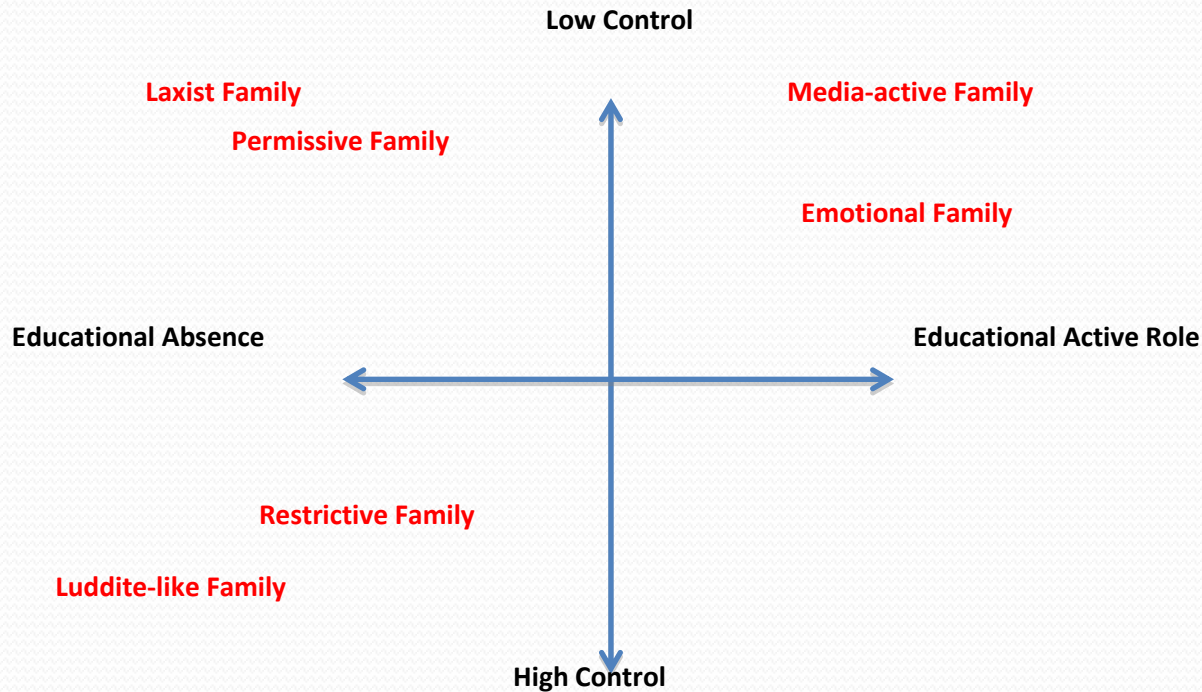 Low Control
Laxist Family
Media-active Family
Permissive Family
Emotional Family
Educational Absence
Educational Active Role
Restrictive Family
Luddite-like Family
High Control